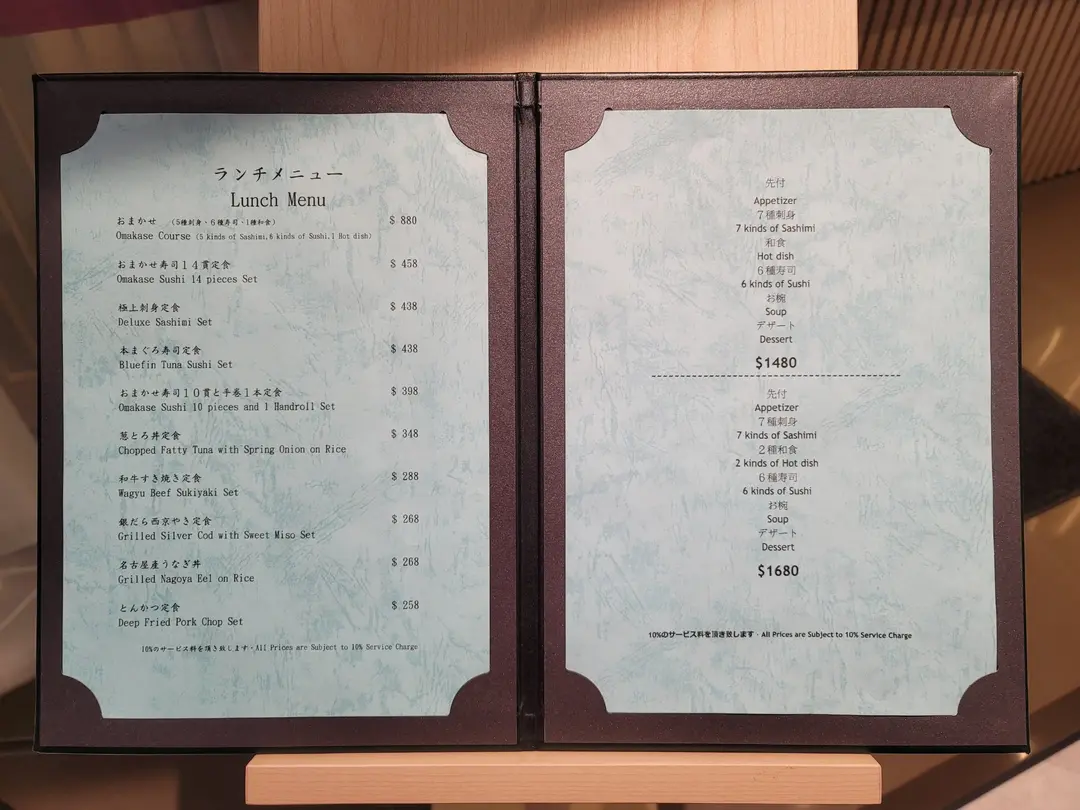 ランチメニュー
Lunch Menu
おまかせ (5種刺身、6種寿司、1種和食) $ 880
Omakase Course (5 kinds of Sashimi,6 kinds of Sushi,1 Hot dish)
おまかせ寿司14貫定食 $ 458
Omakase Sushi 14 pieces Set
極上刺身定食 $ 438
Deluxe Sashimi Set
本まぐろ寿司定食 $ 438
Bluefin Tuna Sushi Set
おまかせ寿司10貫と手巻1本定食 $ 398
Omakase Sushi 10 pieces and 1 Handroll Set
葱とろ丼定食 $ 348
Chopped Fatty Tuna with Spring Onion on Rice
和牛すき焼き定食 $ 288
Wagyu Beef Sukiyaki Set
銀だら西京やき定食 $ 268
Grilled Silver Cod with Sweet Miso Set
名古屋産うなぎ丼 $ 268
Grilled Nagoya Eel on Rice
とんかつ定食 $ 258
Deep Fried Pork Chop Set
10%のサービス料を頂き致します。All Prices are Subject to 10% Service Charge
先付
Appetizer
7種刺身
7 kinds of Sashimi
和食
Hot dish
6種寿司
6 kinds of Sushi
お椀
Soup
デザート
Dessert
$1480
先付
Appetizer
7種刺身
7 kinds of Sashimi
2種和食
2 kinds of Hot dish
6種寿司
6 kinds of Sushi
お椀
Soup
デザート
Dessert
$1680
10%のサービス料を頂き致します。All Prices are Subject to 10% Service Charge